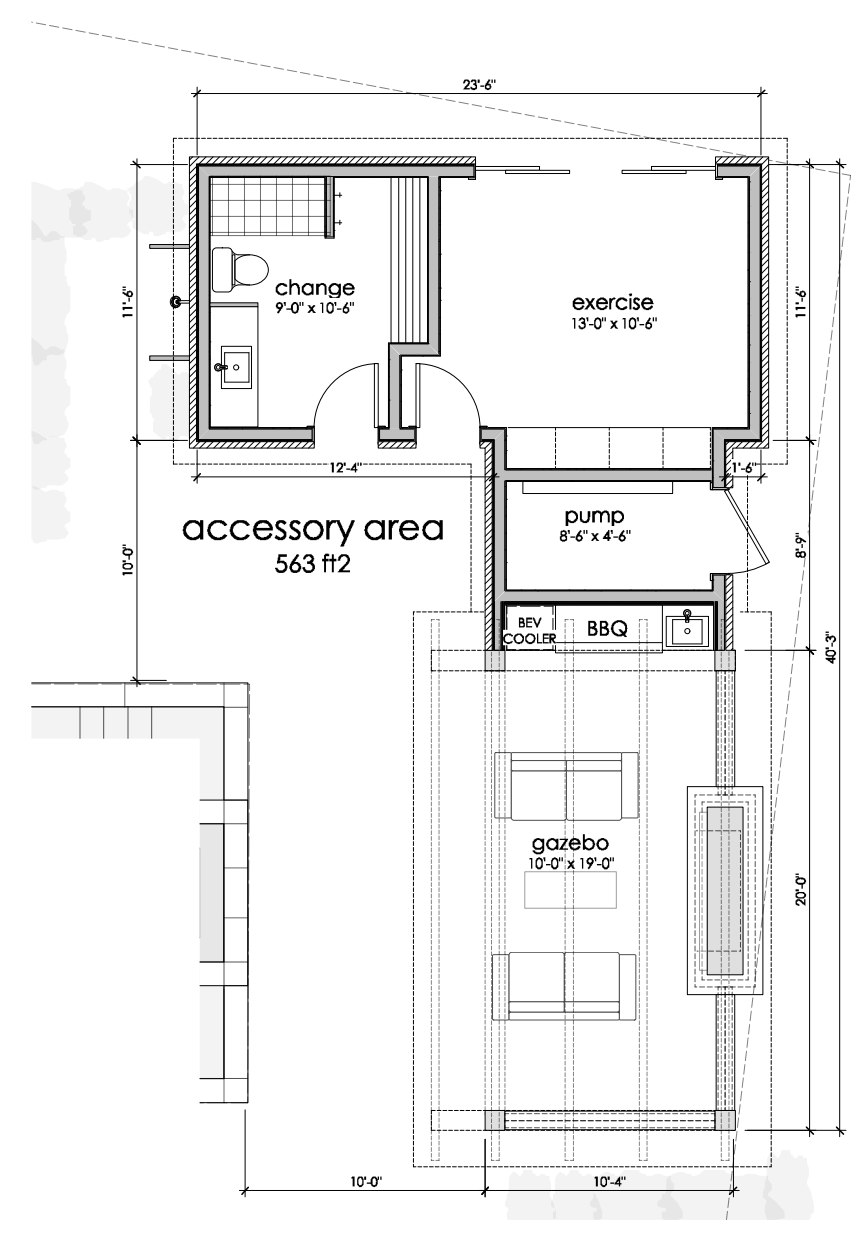 23'-6"
change
9'-0" x 10'-6"
exercise
13'-0" x 10'-6"
11'-6"
11'-6"
12'-4"
1'-6"
accessory area
563 ft2
pump
8'-6" x 4'-6"
10'-0"
8'-9"
BEV
COOLER
BBQ
40'-3"
gazebo
10'-0" x 19'-0"
20'-0"
10'-0"
10'-4"